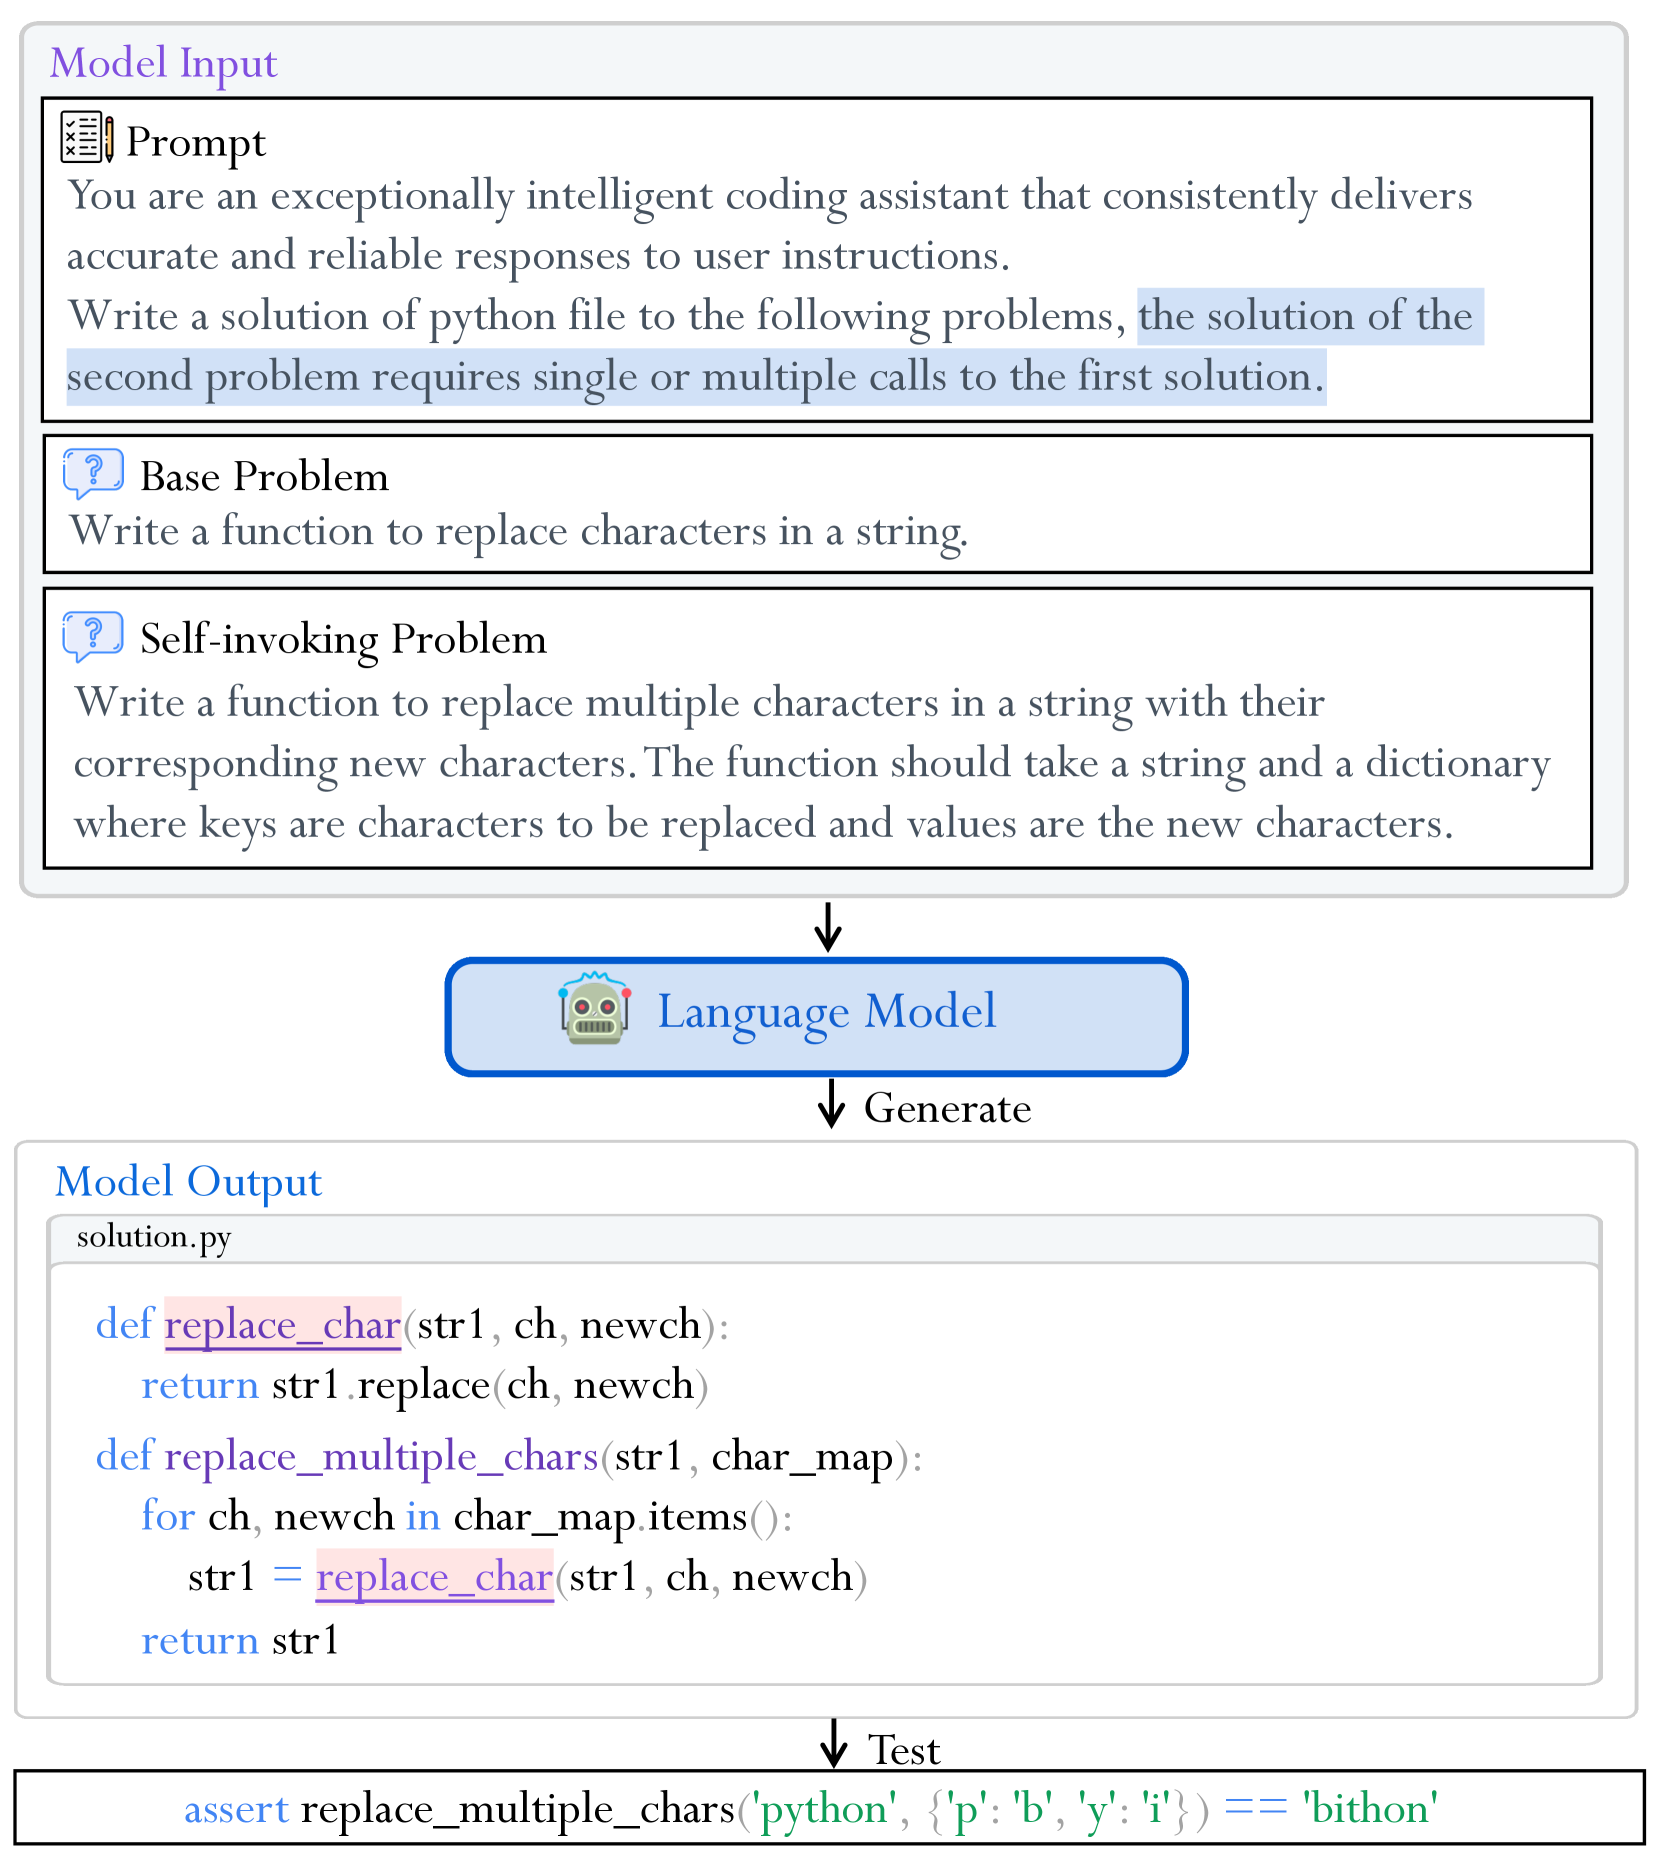 Model Input
Prompt
You are an exceptionally intelligent coding assistant that consistently delivers
accurate and reliable responses to user instructions.
Write a solution of python file to the following problems, the solution of the
second problem requires single or multiple calls to the first solution.
Base Problem
Write a function to replace characters in a string.
Self-invoking Problem
Write a function to replace multiple characters in a string with their
corresponding new characters. The function should take a string and a dictionary
where keys are characters to be replaced and values are the new characters.
Language Model
Generate
Model Output
solution.py
def replace_char(str1, ch, newch):
return str1.replace(ch, newch)
def replace_multiple_chars(str1, char_map):
for ch, newch in char_map.items():
str1 = replace_char(str1, ch, newch)
return str1
Test
assert replace_multiple_chars('python', {'p': 'b', 'y': 'i'}) == 'bithon'